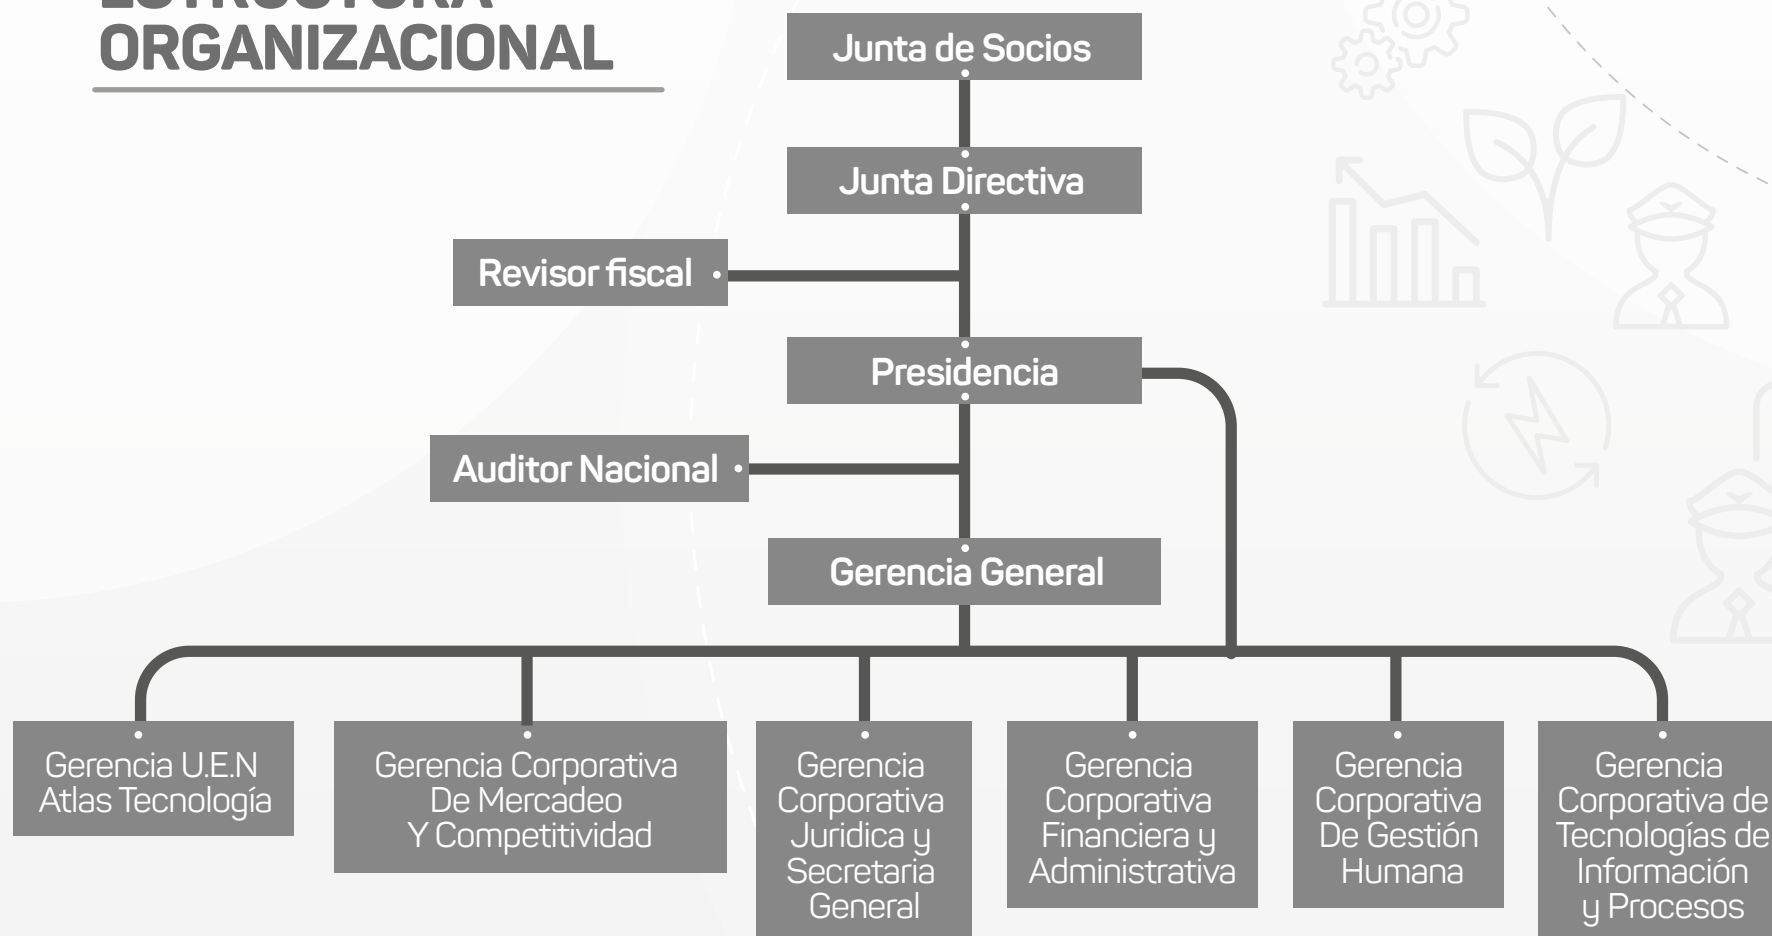 ESTRUCTURA
ORGANIZACIONAL
Junta de Socios
Junta Directiva
Revisor fiscal
Presidencia
Auditor Nacional
Gerencia General
Gerencia U.E.N
Atlas Tecnología
Gerencia Corporativa
De Mercadeo
Y Competitividad
Gerencia
Corporativa
Juridica y
Secretaria
General
Gerencia
Corporativa
Financiera y
Administrativa
Gerencia
Corporativa
De Gestión
Humana
Gerencia
Corporativa de
Tecnologías de
Información
y Procesos